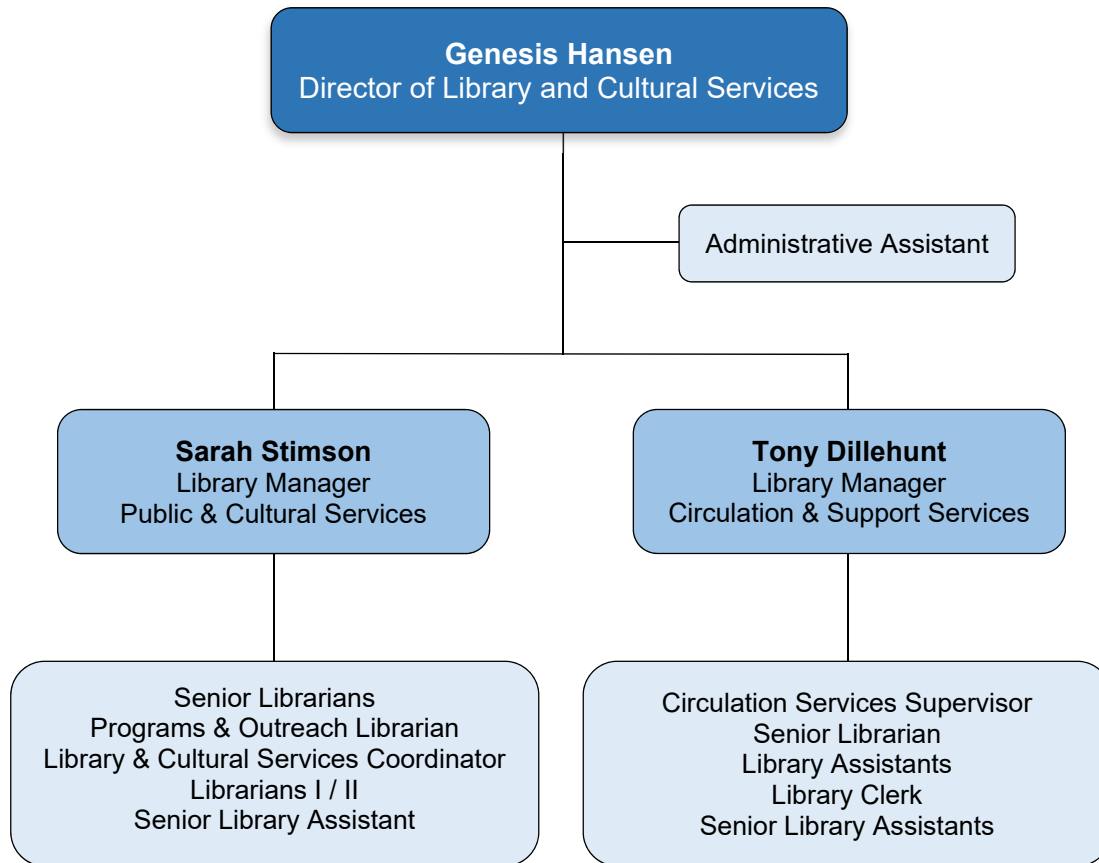 Genesis Hansen
Director of Library and Cultural Services
Administrative Assistant
Sarah Stimson
Library Manager
Public & Cultural Services
Tony Dillehunt
Library Manager
Circulation & Support Services
Senior Librarians
Programs & Outreach Librarian
Library & Cultural Services Coordinator
Librarians I / II
Senior Library Assistant
Circulation Services Supervisor
Senior Librarian
Library Assistants
Library Clerk
Senior Library Assistants